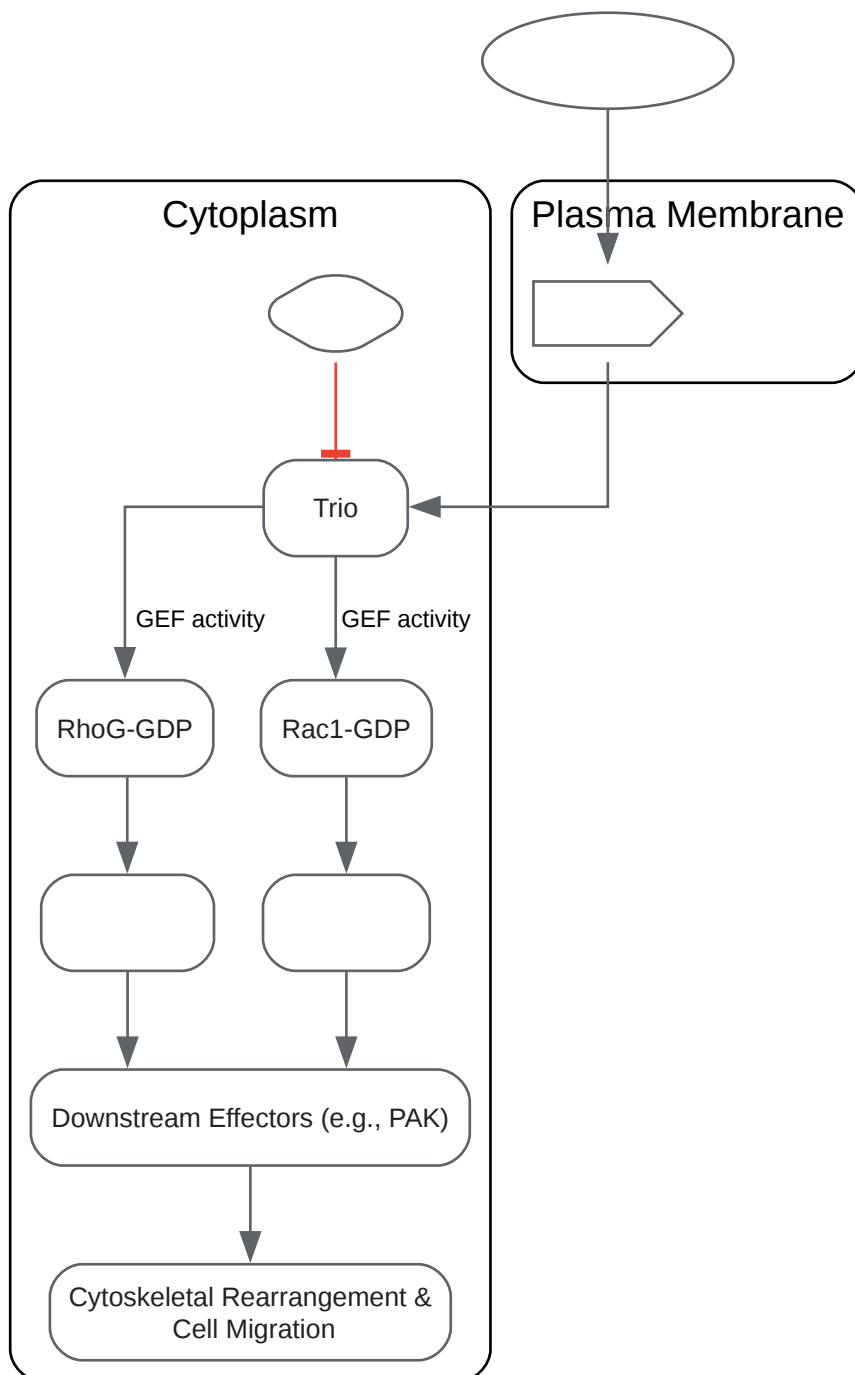 Cytoplasm
Plasma Membrane
Trio
GEF activity
GEF activity
RhoG-GDP
Rac1-GDP
Downstream Effectors (e.g., PAK)
Cytoskeletal Rearrangement &
Cell Migration